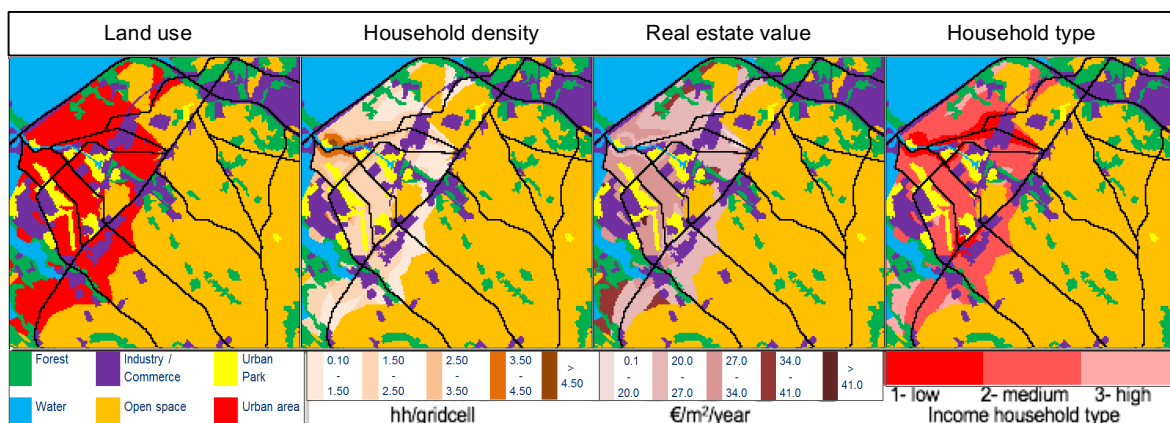 Land use
Household density
Real estate value
Household type
Forest
Industry /
Commerce
Urban
Park
Water
Open space
Urban area
0.10 1.50 2.50 3.50 >
- - - - 4.50
1.50 2.50 3.50 4.50
hh/gridcell
0.1 20.0 27.0 34.0 >
- - - - 41.0
20.0 27.0 34.0 41.0
€/m²/year
1- low 2- medium 3- high
Income household type